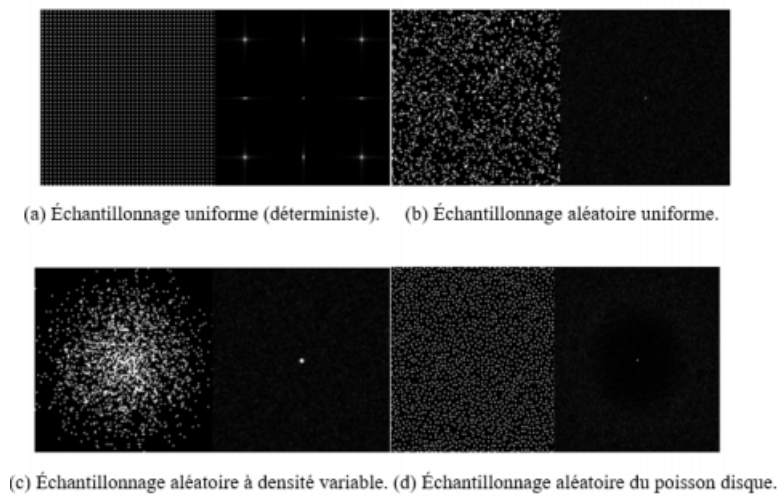 (a) Échantillonnage uniforme (déterministe).
(b) Échantillonnage aléatoire uniforme.
(c) Échantillonnage aléatoire à densité variable.
(d) Échantillonnage aléatoire du poisson disque.